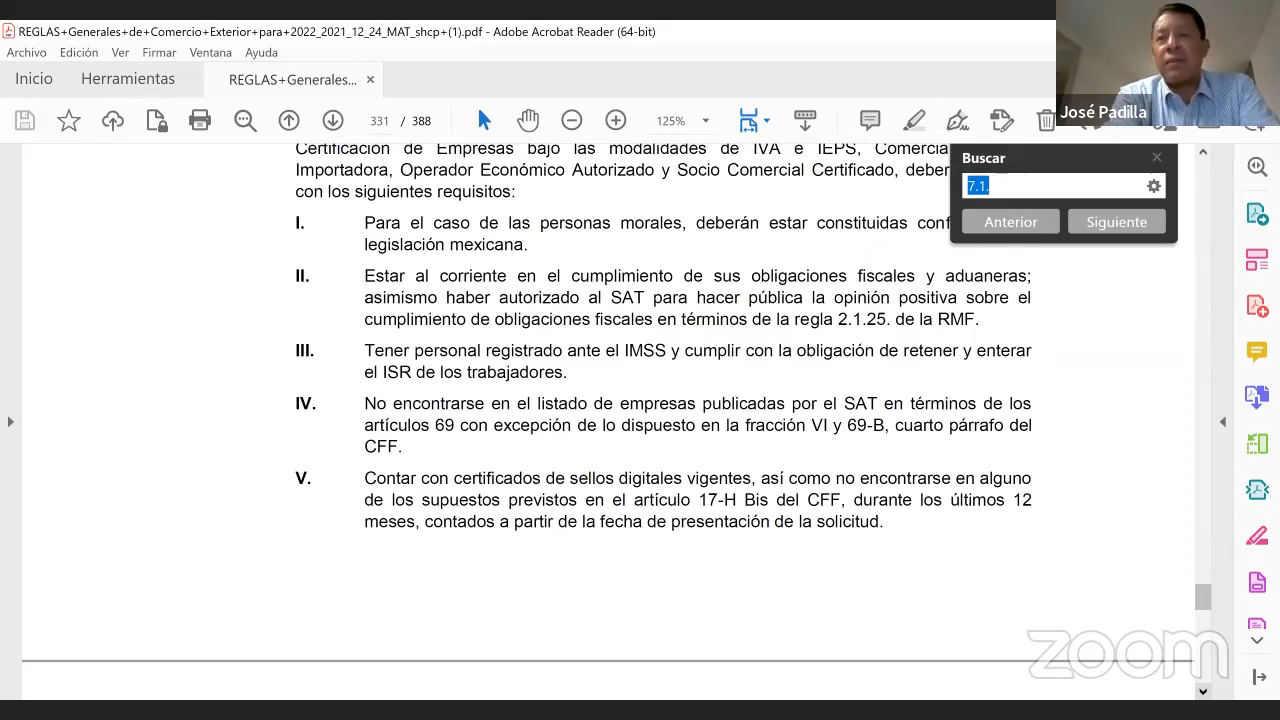 REGLAS+Generales+de+Comercio+Exterior+para+2022_2021_12_24_MAT_shcp+(1).pdf - Adobe Acrobat Reader (64-bit)
Archivo Edición Ver Firmar Ventana Ayuda
Inicio Herramientas REGLAS+Generales... ×
José Padilla
331 / 388 125%
Certificación de Empresas bajo las modalidades de IVA e IEPS, Comercia
Importadora, Operador Económico Autorizado y Socio Comercial Certificado, deber
con los siguientes requisitos:
Buscar
7.1.
Anterior Siguiente
I. Para el caso de las personas morales, deberán estar constituidas conf
legislación mexicana.
II. Estar al corriente en el cumplimiento de sus obligaciones fiscales y aduaneras;
asimismo haber autorizado al SAT para hacer pública la opinión positiva sobre el
cumplimiento de obligaciones fiscales en términos de la regla 2.1.25. de la RMF.
III. Tener personal registrado ante el IMSS y cumplir con la obligación de retener y enterar
el ISR de los trabajadores.
IV. No encontrarse en el listado de empresas publicadas por el SAT en términos de los
artículos 69 con excepción de lo dispuesto en la fracción VI y 69-B, cuarto párrafo del
CFF.
V. Contar con certificados de sellos digitales vigentes, así como no encontrarse en alguno
de los supuestos previstos en el artículo 17-H Bis del CFF, durante los últimos 12
meses, contados a partir de la fecha de presentación de la solicitud.
zoom